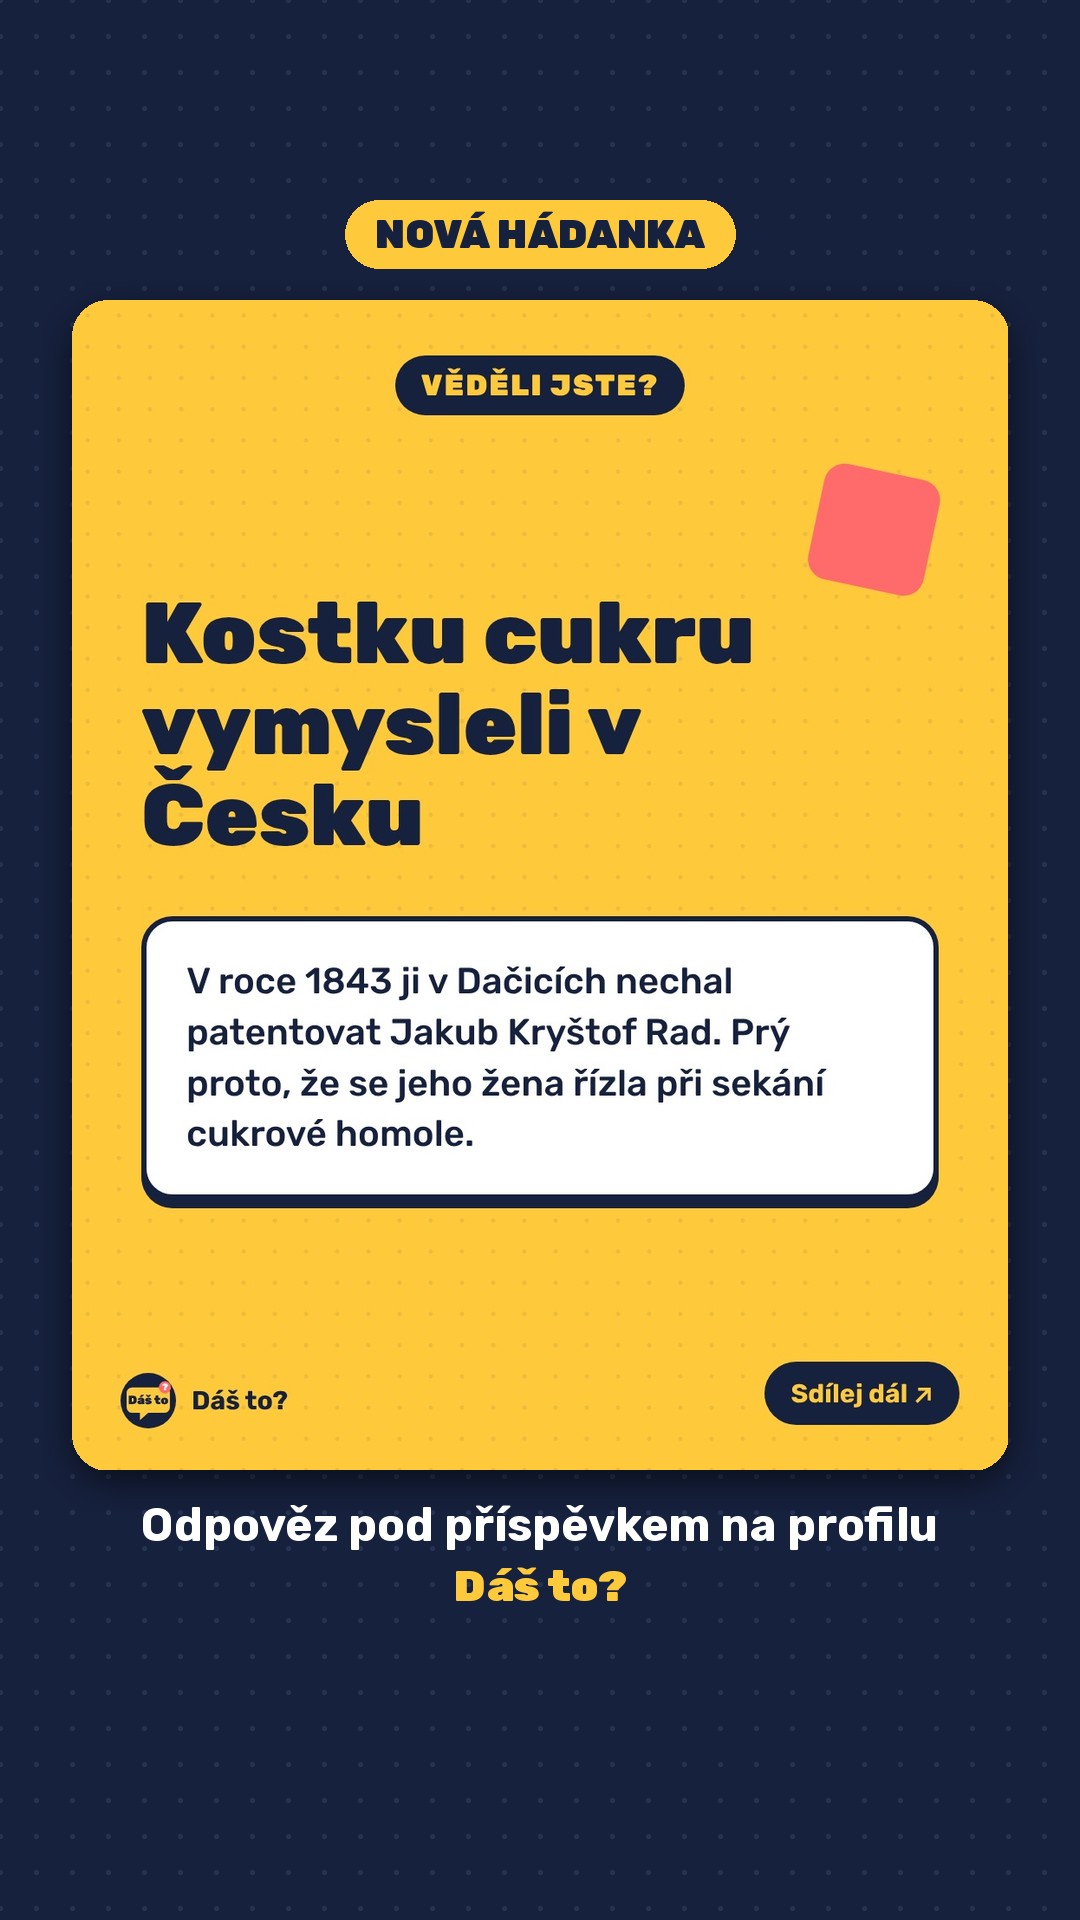 NOVÁ HÁDANKA
VĚDĚLI JSTE?
Kostku cukru
vymysleli v
Česku
V roce 1843 ji v Dačicích nechal
patentovat Jakub Kryštof Rad. Prý
proto, že se jeho žena řízla při sekání
cukrové homole.
Dáš to
?
Dáš to?
Sdílej dál ↗
Odpověz pod příspěvkem na profilu
Dáš to?